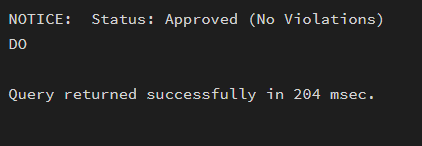 NOTICE:  Status: Approved (No Violations)
DO
Query returned successfully in 204 msec.